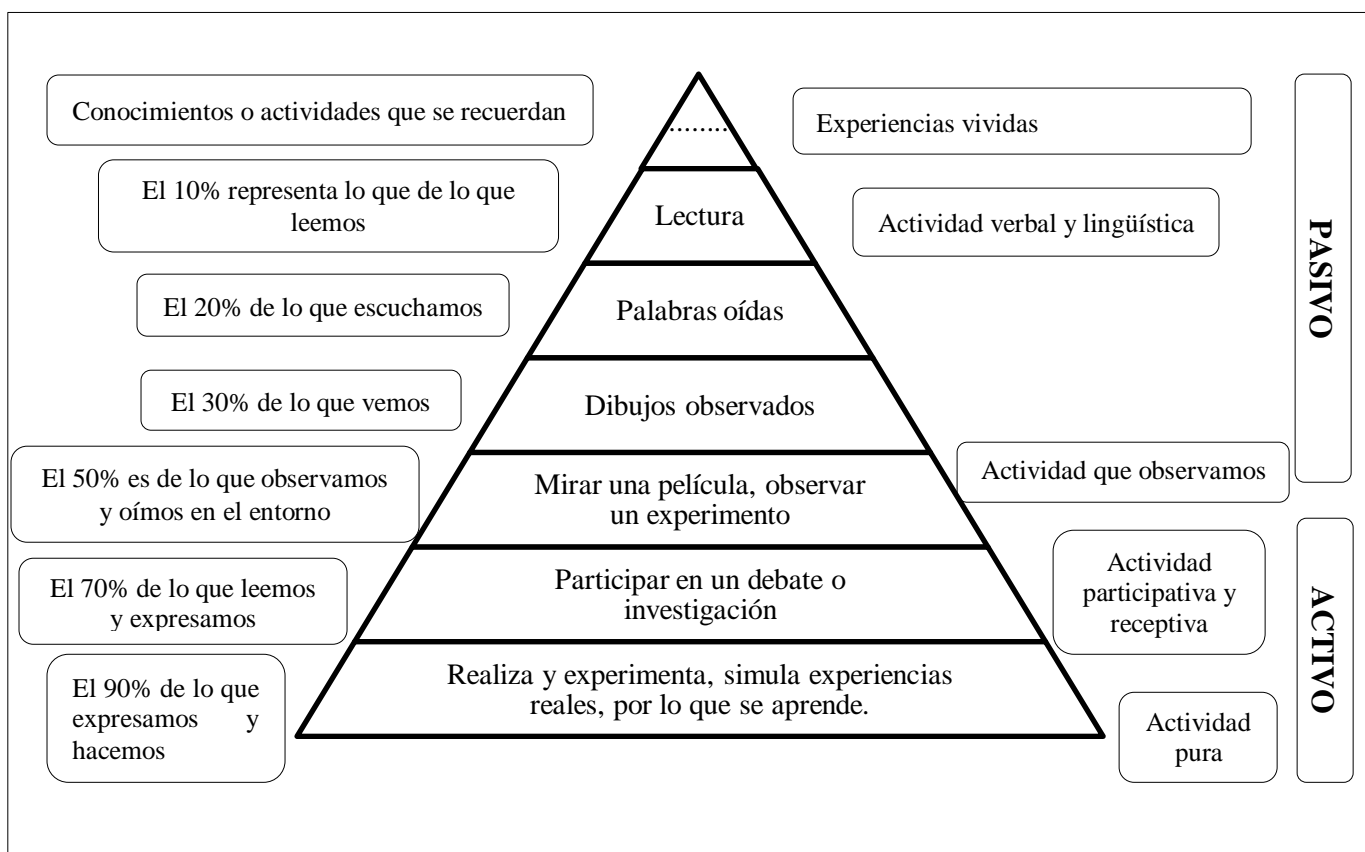 Conocimientos o actividades que se recuerdan
..........
Experiencias vividas
El 10% representa lo que de lo que
leemos
Lectura
Actividad verbal y lingüística
PASIVO
El 20% de lo que escuchamos
Palabras oídas
El 30% de lo que vemos
Dibujos observados
El 50% es de lo que observamos
y oímos en el entorno
Mirar una película, observar
un experimento
Actividad que observamos
El 70% de lo que leemos
y expresamos
Participar en un debate o
investigación
Actividad
participativa y
receptiva
ACTIVO
El 90% de lo que
expresamos y
hacemos
Realiza y experimenta, simula experiencias
reales, por lo que se aprende.
Actividad
pura